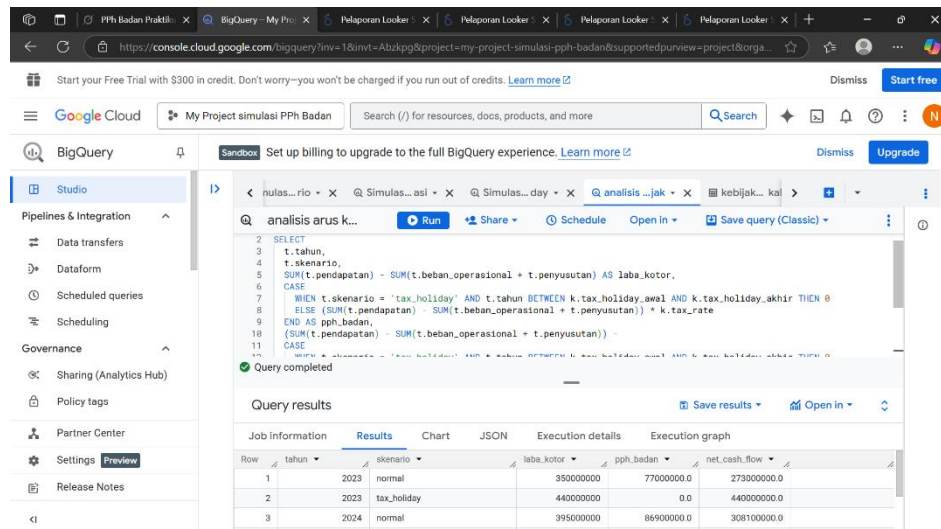 PPh Badan Praktik
BigQuery – My Proj
Pelaporan Looker S
Pelaporan Looker S
Pelaporan Looker S
Pelaporan Looker S
https://console.cloud.google.com/bigquery?inv=1&invt=Abzkpg&project=my-project-simulasi-pph-badan&supportedpurview=project&orga...
Start your Free Trial with $300 in credit. Don't worry—you won't be charged if you run out of credits. Learn more
Dismiss
Start free
Google Cloud
My Project simulasi PPh Badan
Search (/) for resources, docs, products, and more
Search
N
BigQuery
Sandbox Set up billing to upgrade to the full BigQuery experience. Learn more
Dismiss
Upgrade
Studio
Pipelines & Integration
Data transfers
Dataform
Scheduled queries
Scheduling
Governance
Sharing (Analytics Hub)
Policy tags
Partner Center
Settings Preview
Release Notes
nulas... rio
Simulas... asi
Simulas... day
analisis ...jak
kebijak... kal
analisis arus k...
Run
Share
Schedule
Open in
Save query (Classic)
2 SELECT
3 t.tahun,
4 t.skenario,
5 SUM(t.pendapatan) - SUM(t.beban_operasional + t.penyusutan) AS laba_kotor,
6 CASE
7 WHEN t.skenario = 'tax_holiday' AND t.tahun BETWEEN k.tax_holiday_awal AND k.tax_holiday_akhir THEN 0
8 ELSE (SUM(t.pendapatan) - SUM(t.beban_operasional + t.penyusutan)) * k.tax_rate
9 END AS pph_badan,
10 (SUM(t.pendapatan) - SUM(t.beban_operasional + t.penyusutan)) -
11 CASE
Query completed
Query results
Save results
Open in
Job information
Results
Chart
JSON
Execution details
Execution graph
Row tahun skenario laba_kotor pph_badan net_cash_flow
1 2023 normal 350000000 77000000.0 273000000.0
2 2023 tax_holiday 440000000 0.0 440000000.0
3 2024 normal 395000000 86900000.0 308100000.0